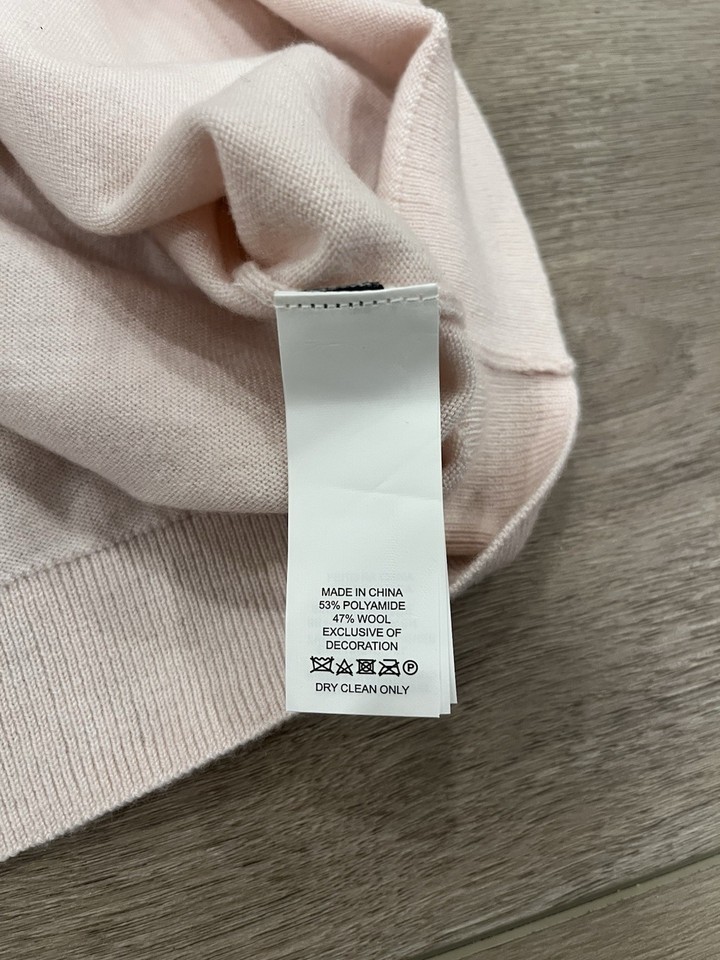 MADE IN CHINA
53% POLYAMIDE
47% WOOL
EXCLUSIVE OF
DECORATION
P
DRY CLEAN ONLY